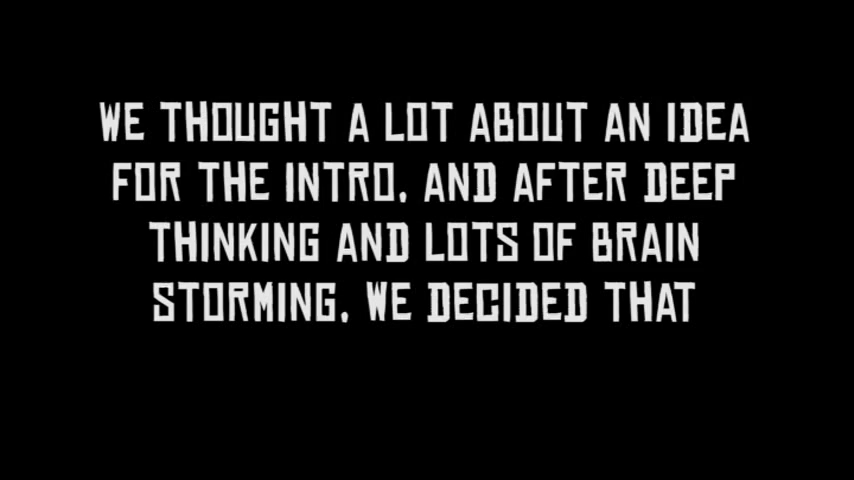 WE THOUGHT A LOT ABOUT AN IDEA
FOR THE INTRO, AND AFTER DEEP
THINKING AND LOTS OF BRAIN
STORMING, WE DECIDED THAT